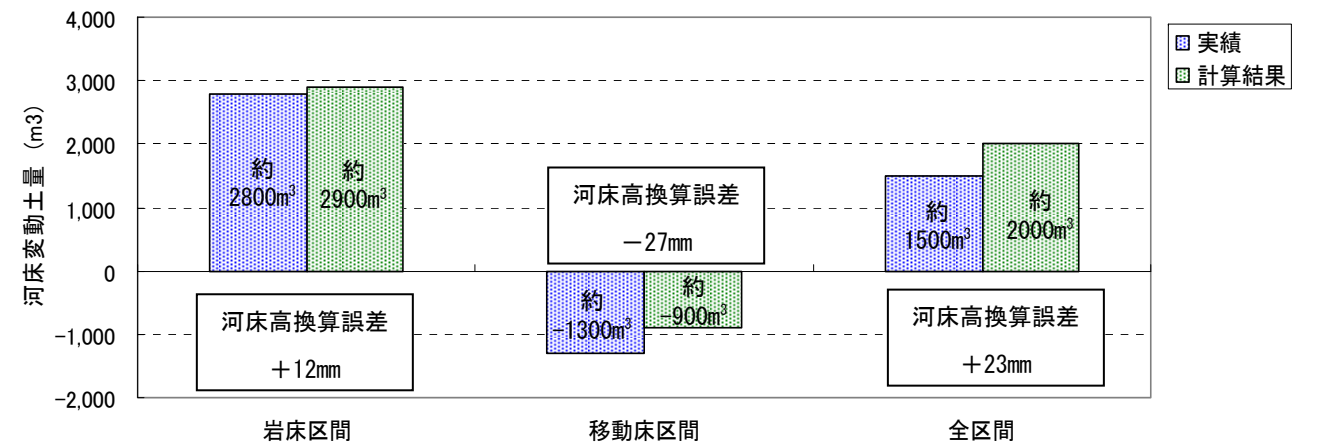 4,000
3,000
2,000
1,000
0
-1,000
-2,000
河床変動土量 (m3)
約
2800m³
約
2900m³
河床高換算誤差
+12mm
河床高換算誤差
－27mm
約
-1300m³
約
-900m³
約
1500m³
約
2000m³
河床高換算誤差
+23mm
岩床区間
移動床区間
全区間
実績
計算結果